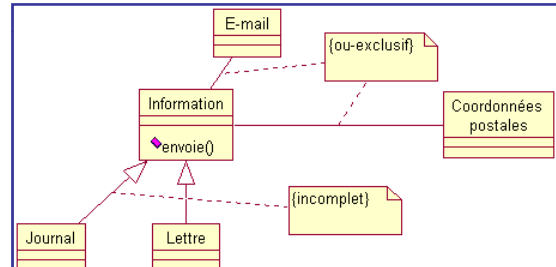 E-mail
{ou-exclusif}
Information
envoie()
Coordonnées
postales
{incomplet}
Journal
Lettre